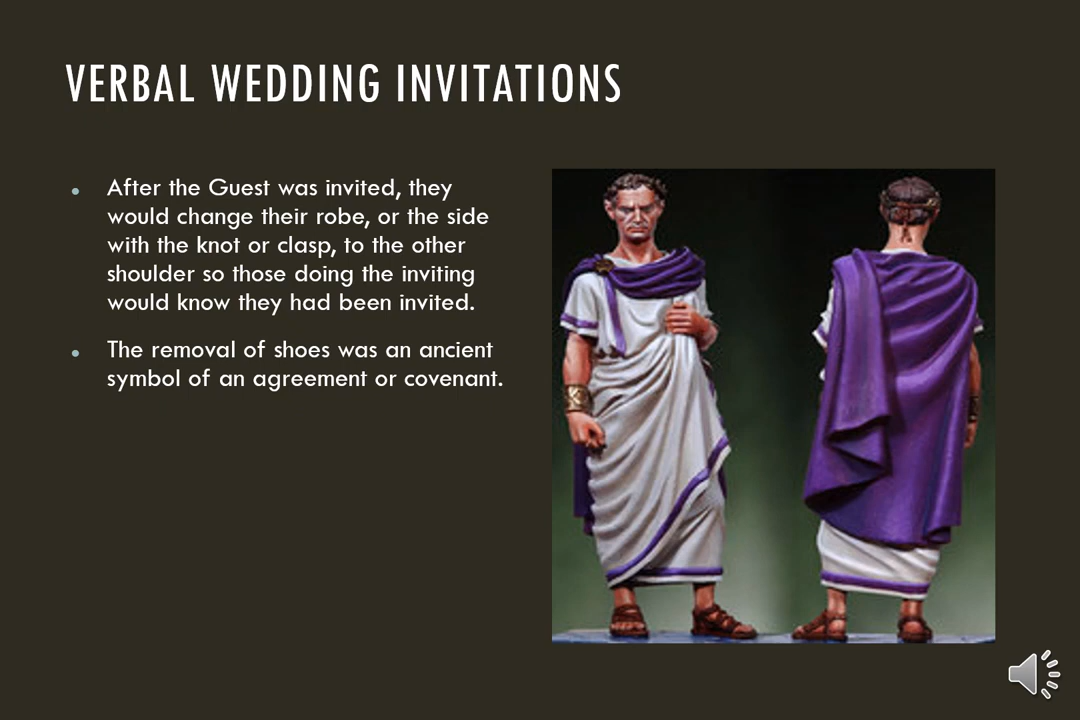 VERBAL WEDDING INVITATIONS
After the Guest was invited, they
would change their robe, or the side
with the knot or clasp, to the other
shoulder so those doing the inviting
would know they had been invited.
The removal of shoes was an ancient
symbol of an agreement or covenant.